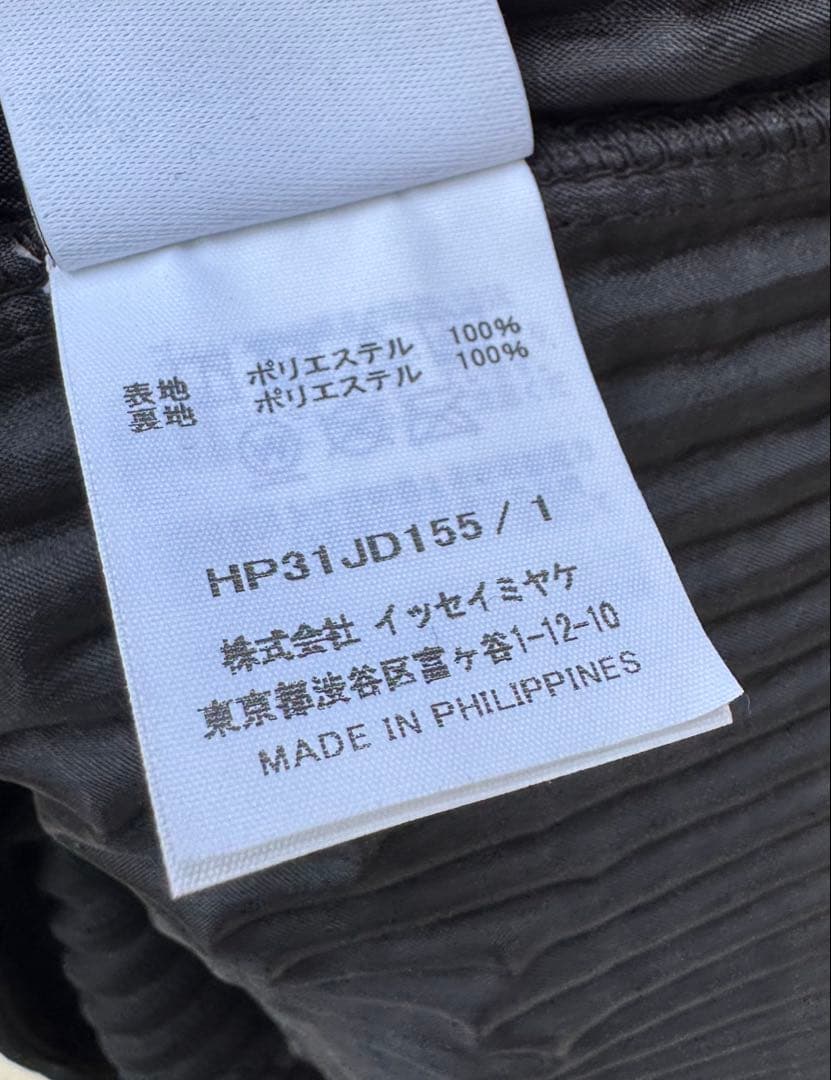 表地 ポリエステル 100%
裏地 ポリエステル 100%
HP31JD155 / 1
株式会社 イッセイミヤケ
東京都渋谷区富ヶ谷1-12-10
MADE IN PHILIPPINES